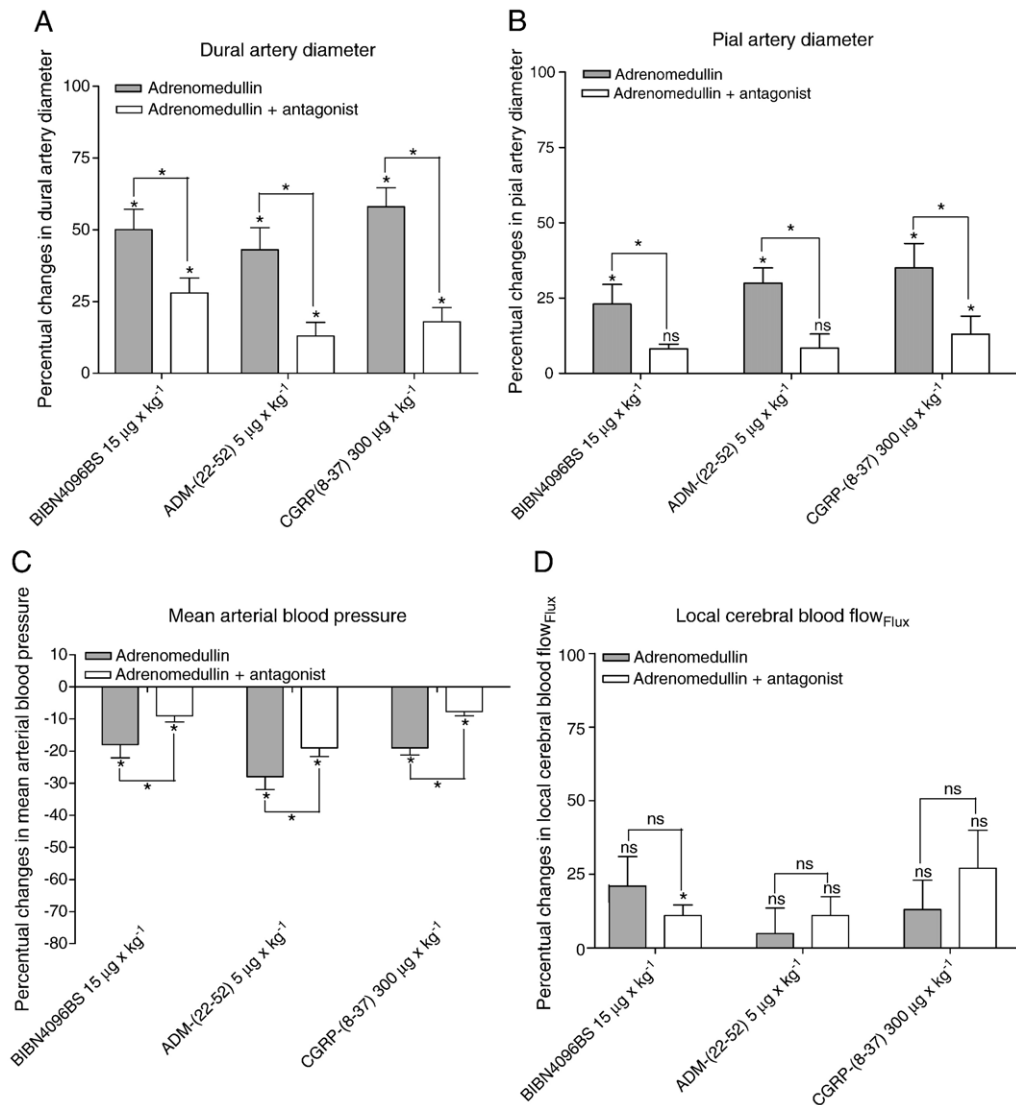 A
Dural artery diameter
Percentual changes in dural artery diameter
Adrenomedullin
Adrenomedullin + antagonist
100
75
50
25
0
*
*
*
*
*
*
*
*
*
BIBN4096BS 15 µg x kg⁻¹
ADM-(22-52) 5 µg x kg⁻¹
CGRP(8-37) 300 µg x kg⁻¹
B
Pial artery diameter
Percentual changes in pial artery diameter
Adrenomedullin
Adrenomedullin + antagonist
100
75
50
25
0
*
*
*
*
*
*
ns
ns
*
BIBN4096BS 15 µg x kg⁻¹
ADM-(22-52) 5 µg x kg⁻¹
CGRP-(8-37) 300 µg x kg⁻¹
C
Mean arterial blood pressure
Percentual changes in mean arterial blood pressure
Adrenomedullin
Adrenomedullin + antagonist
10
0
-10
-20
-30
-40
-50
-60
-70
-80
*
*
*
*
*
*
*
*
*
BIBN4096BS 15 µg x kg⁻¹
ADM-(22-52) 5 µg x kg⁻¹
CGRP-(8-37) 300 µg x kg⁻¹
D
Local cerebral blood flowFlux
Percentual changes in local cerebral blood flowFlux
Adrenomedullin
Adrenomedullin + antagonist
100
75
50
25
0
ns
ns
*
ns
ns
ns
ns
ns
ns
BIBN4096BS 15 µg x kg⁻¹
ADM-(22-52) 5 µg x kg⁻¹
CGRP-(8-37) 300 µg x kg⁻¹